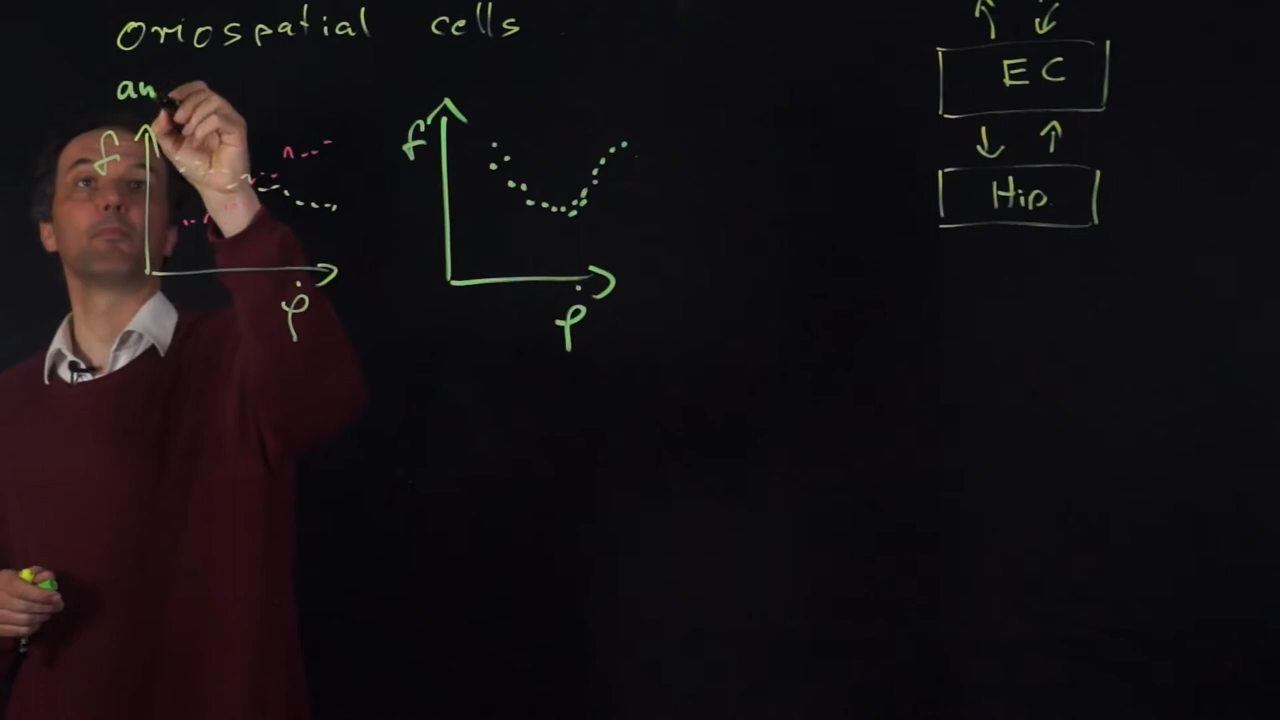 Oriospatial cells
an
f
φ̇
f
φ̇
EC
Hip.